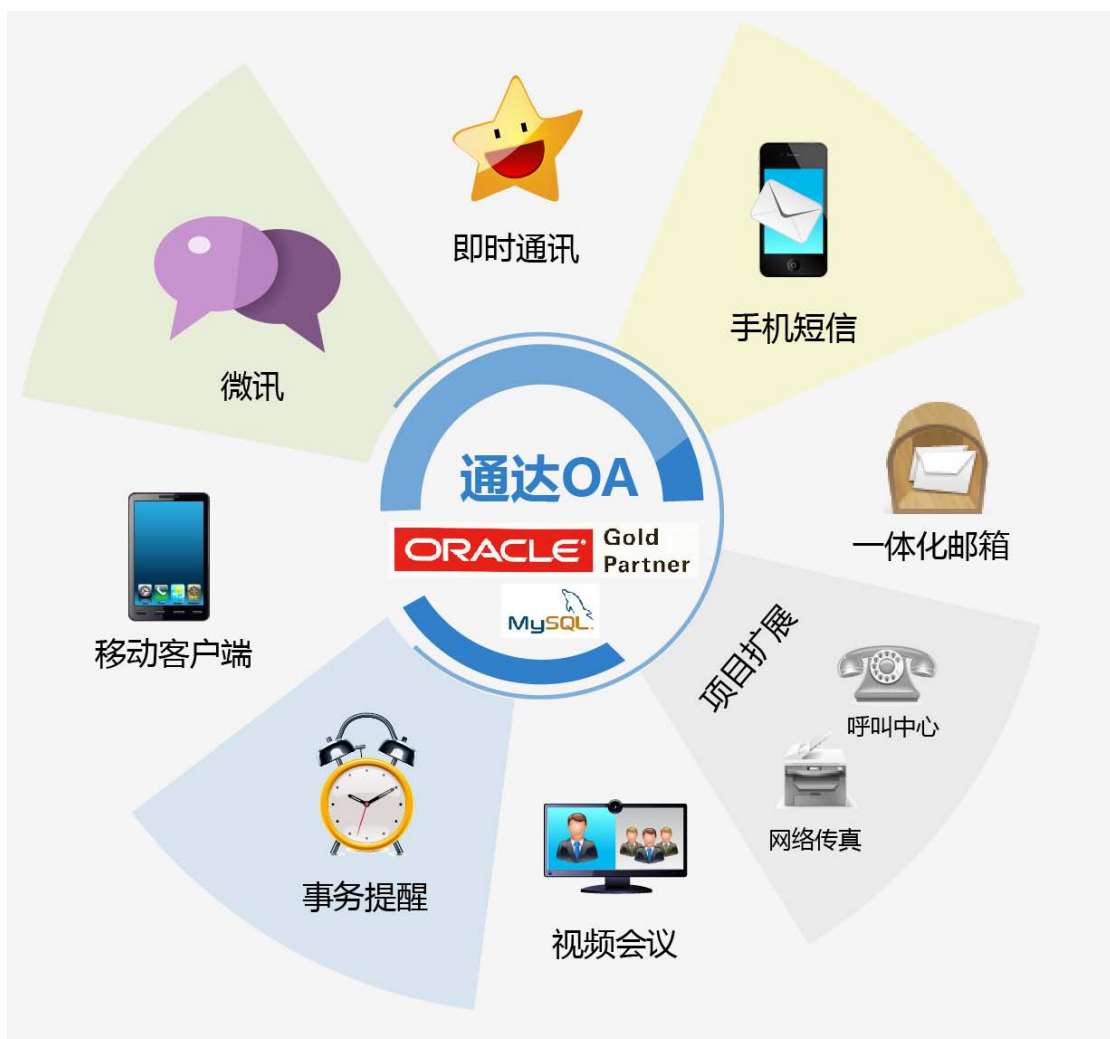 即时通讯
手机短信
微讯
通达OA
ORACLE®
Gold
Partner
MySQL.
一体化邮箱
移动客户端
项目扩展
呼叫中心
网络传真
事务提醒
视频会议